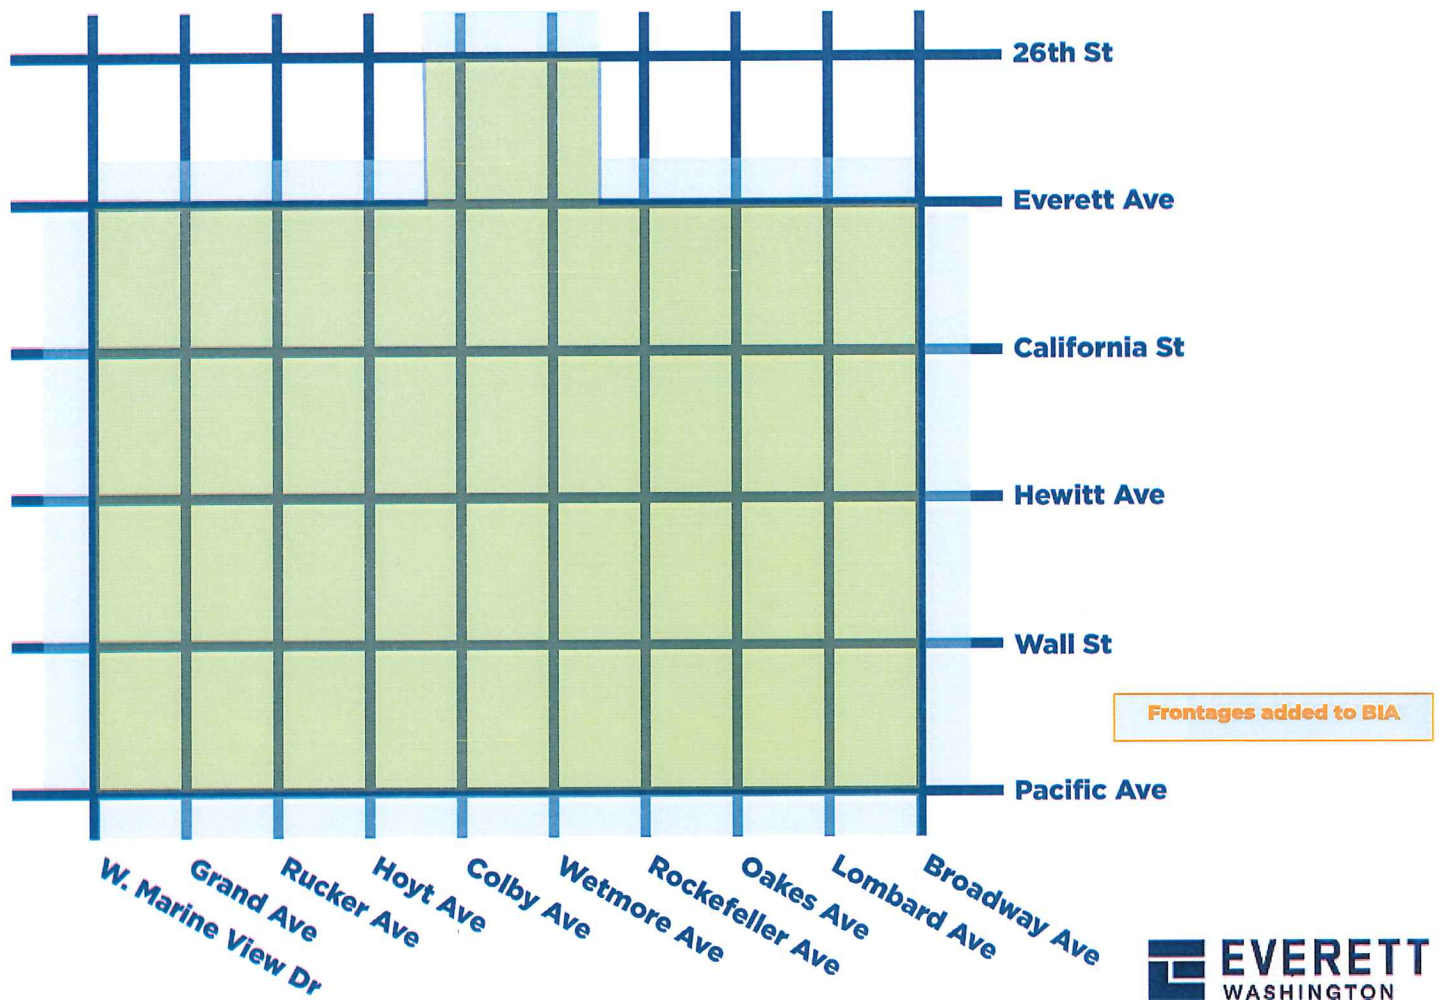 26th St
Everett Ave
California St
Hewitt Ave
Wall St
Frontages added to BIA
Pacific Ave
W. Marine View Dr
Grand Ave
Rucker Ave
Hoyt Ave
Colby Ave
Wetmore Ave
Rockefeller Ave
Oakes Ave
Lombard Ave
Broadway Ave
EVERETT
WASHINGTON